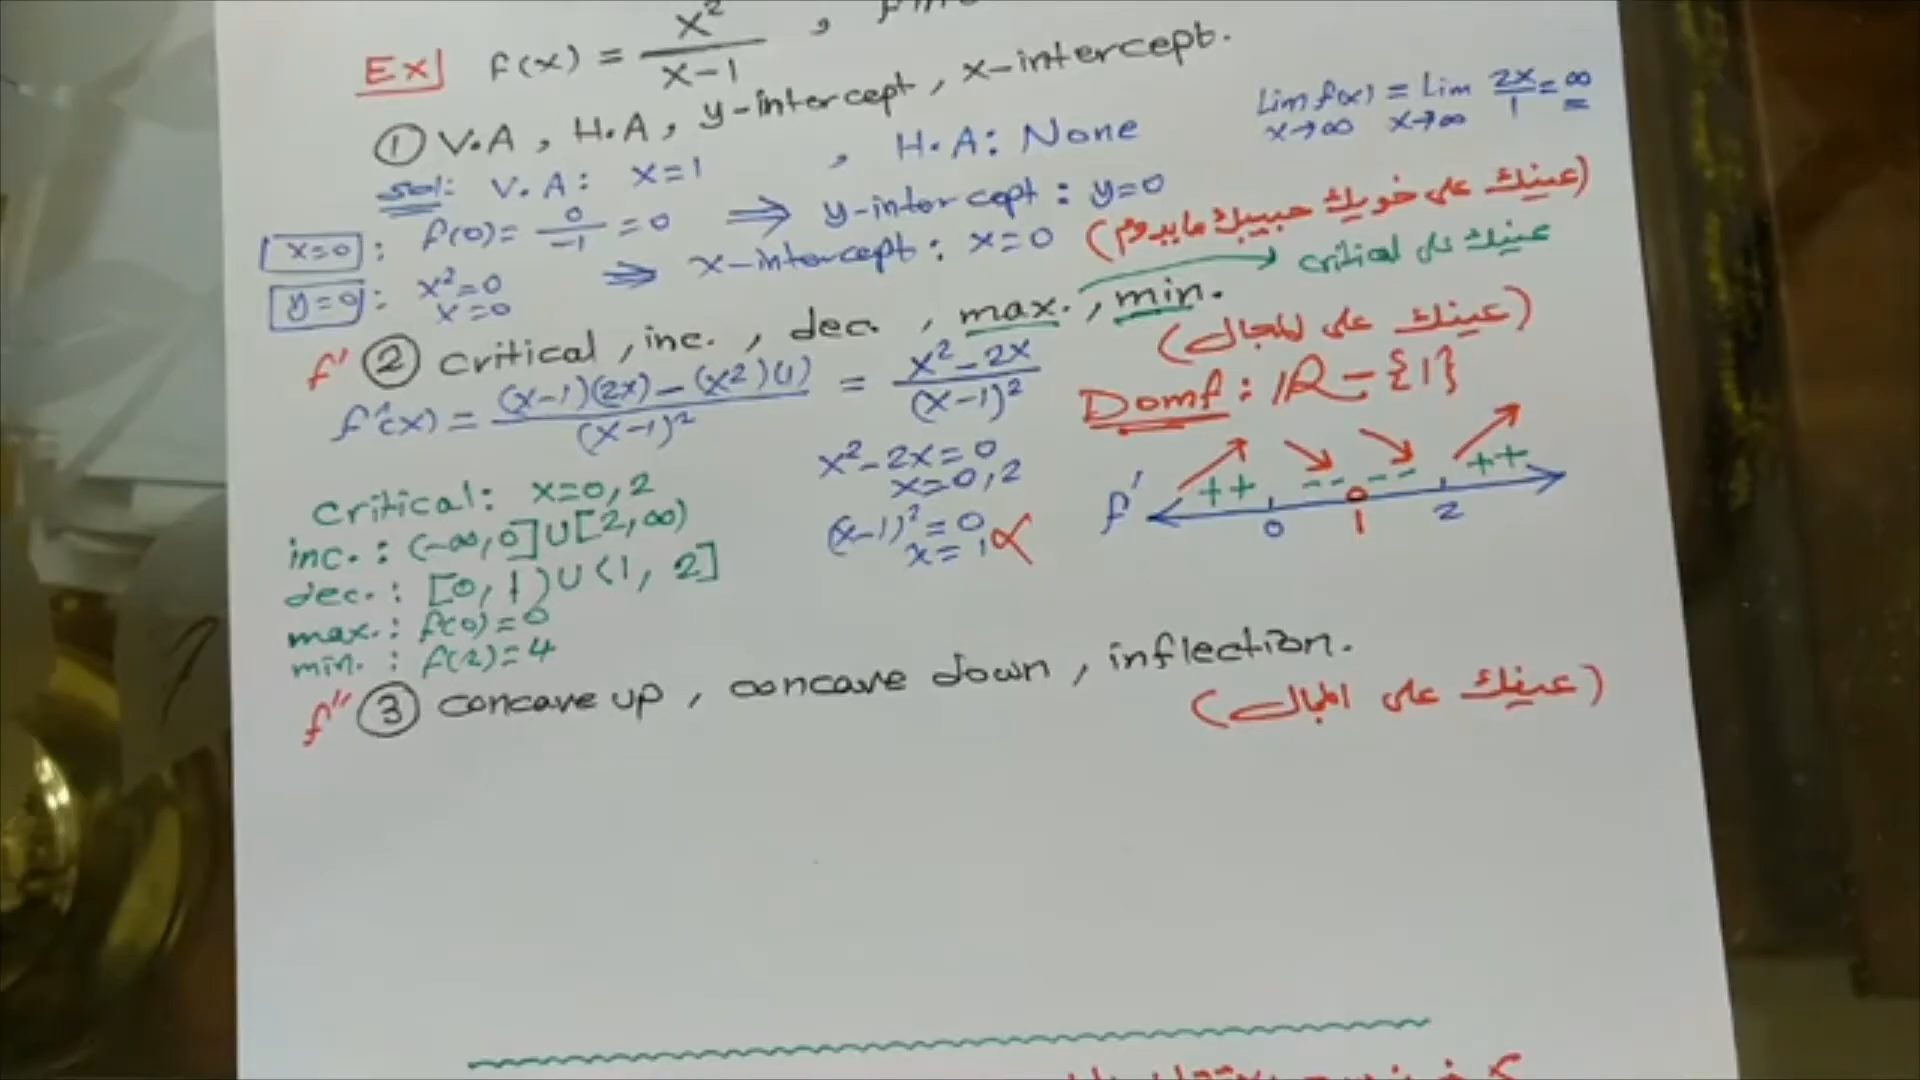 Ex] f(x) = x²/(x-1) ,
① V.A , H.A , y-intercept , x-intercept.
Sol: V.A: x=1 , H.A: None
Lim f(x) = Lim 2x/1 = ∞
x→∞ x→∞
x=0 : f(0) = 0/-1 = 0 ⟹ y-intercept : y=0
y=0 : x²=0 ⟹ x-intercept : x=0 (عينك على خويك حبيبك مابيدوم)
x=0
f' ② critical , inc. , dec. , max. , min. → عينك على critical
(عينك على المجال)
f'(x) = ((x-1)(2x) - (x²)(1))/(x-1)² = (x²-2x)/(x-1)²
Domf : ℝ - {1}
x²-2x=0
x=0,2
(x-1)²=0
x=1
critical: x=0,2
inc. : (-∞,0]∪[2,∞)
dec. : [0,1)∪(1,2]
max. : f(0)=0
min. : f(2)=4
f' ++ -- -- ++
0 1 2
f'' ③ concave up , concave down , inflection.
(عينك على المجال)